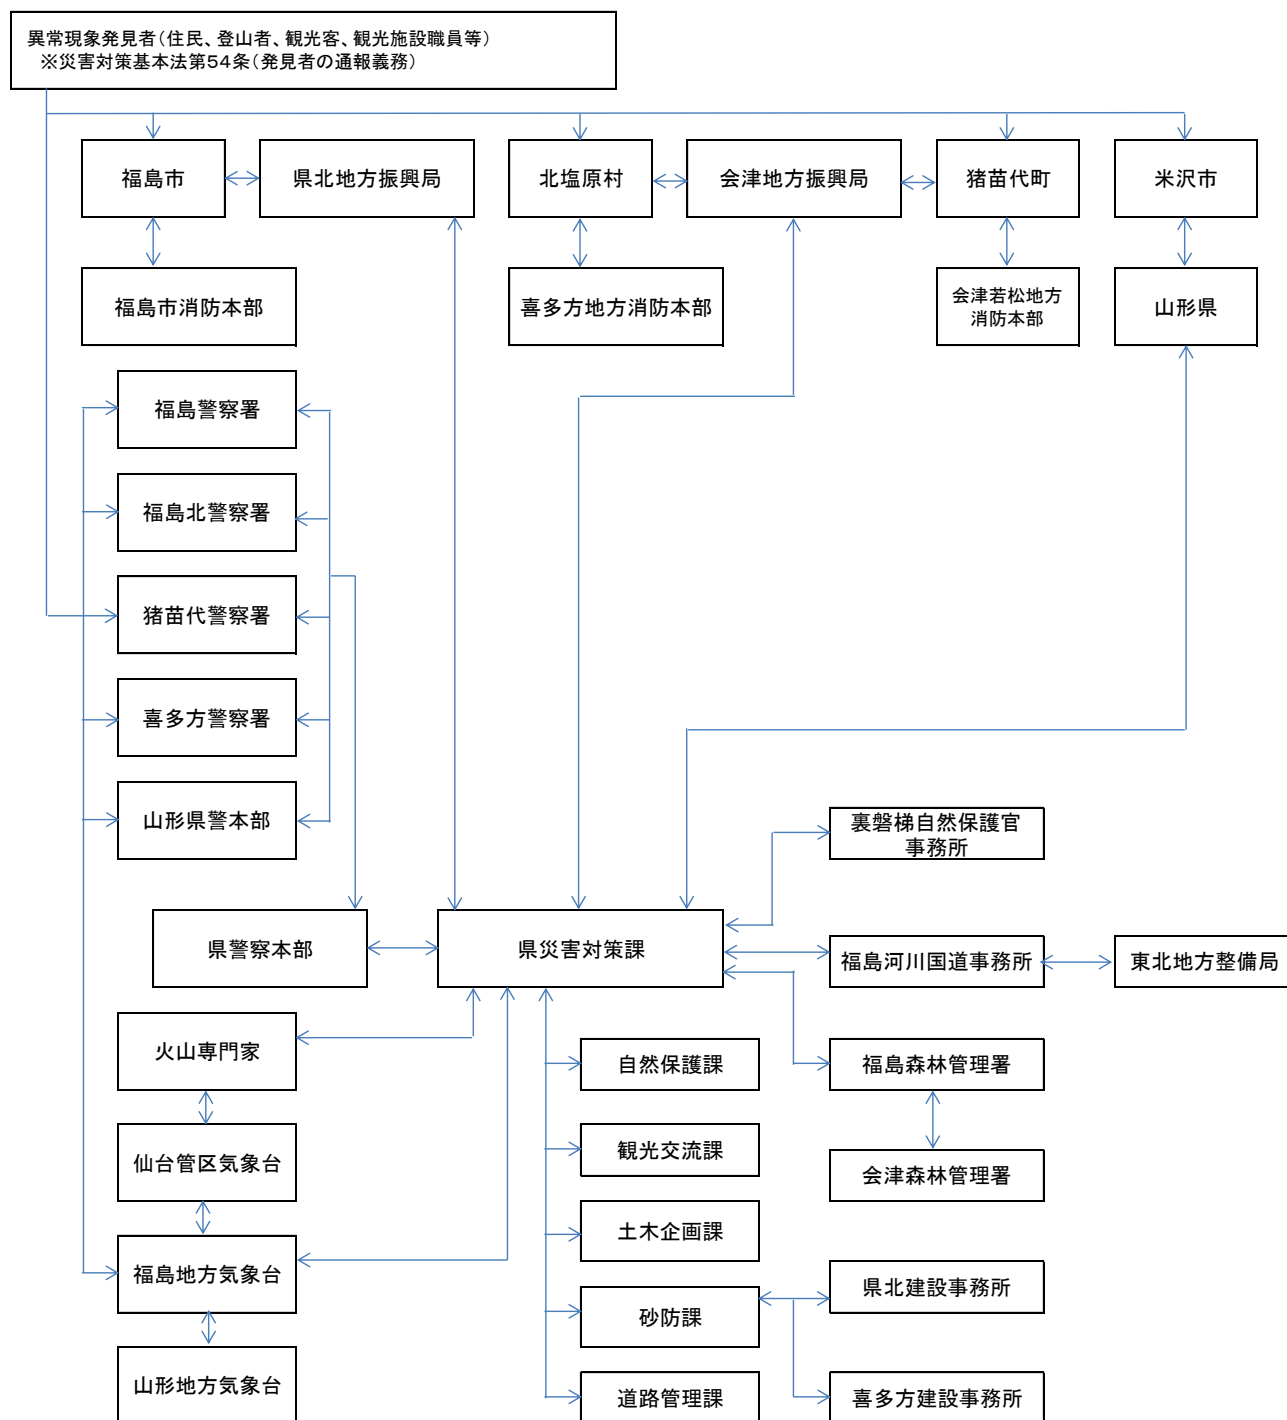 異常現象発見者（住民、登山者、観光客、観光施設職員等）
※災害対策基本法第54条（発見者の通報義務）
福島市
県北地方振興局
北塩原村
会津地方振興局
猪苗代町
米沢市
福島市消防本部
喜多方地方消防本部
会津若松地方
消防本部
山形県
福島警察署
福島北警察署
猪苗代警察署
喜多方警察署
山形県警本部
裏磐梯自然保護官
事務所
県警察本部
県災害対策課
福島河川国道事務所
東北地方整備局
火山専門家
自然保護課
福島森林管理署
仙台管区気象台
観光交流課
会津森林管理署
土木企画課
福島地方気象台
県北建設事務所
砂防課
山形地方気象台
道路管理課
喜多方建設事務所